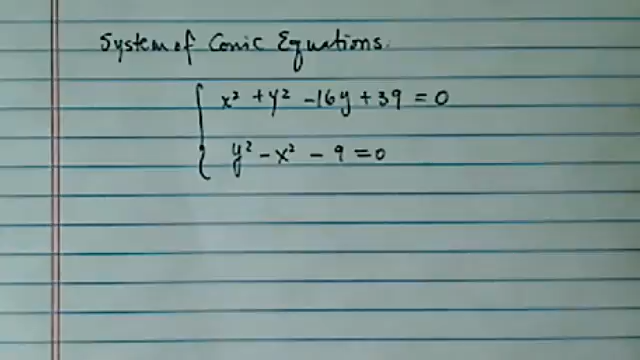 System of Conic Equations.
x² + y² - 16y + 39 = 0
y² - x² - 9 = 0